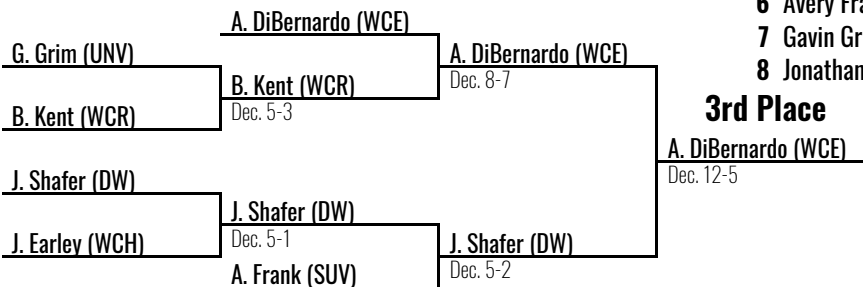 6 Avery Fra
A. DiBernardo (WCE)
7 Gavin Gr
G. Grim (UNV)
A. DiBernardo (WCE)
8 Jonathan
B. Kent (WCR)
Dec. 8-7
Dec. 5-3
B. Kent (WCR)
3rd Place
A. DiBernardo (WCE)
Dec. 12-5
J. Shafer (DW)
J. Shafer (DW)
Dec. 5-1
J. Earley (WCH)
J. Shafer (DW)
Dec. 5-2
A. Frank (SUV)